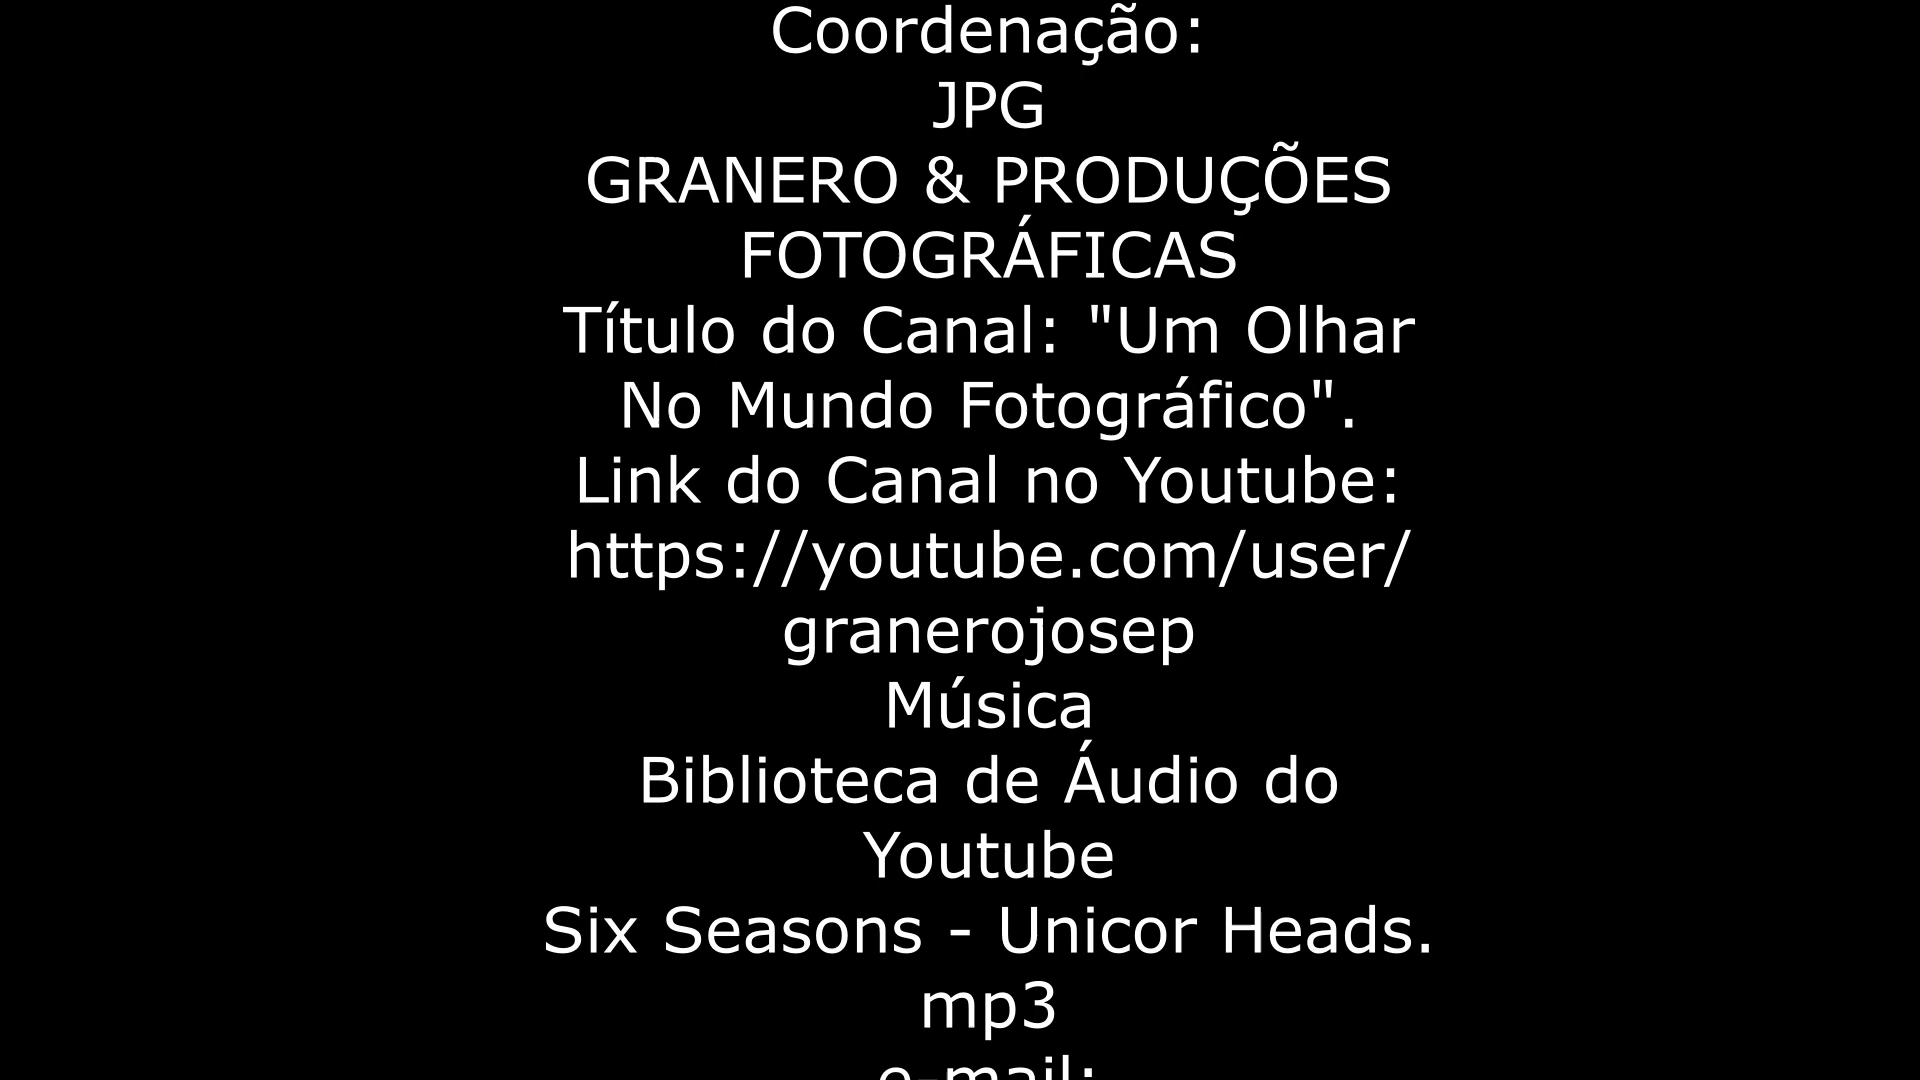 Coordenação:
JPG
GRANERO & PRODUÇÕES
FOTOGRÁFICAS
Título do Canal: "Um Olhar
No Mundo Fotográfico".
Link do Canal no Youtube:
https://youtube.com/user/
granerojosep
Música
Biblioteca de Áudio do
Youtube
Six Seasons - Unicor Heads.
mp3
e-mail: